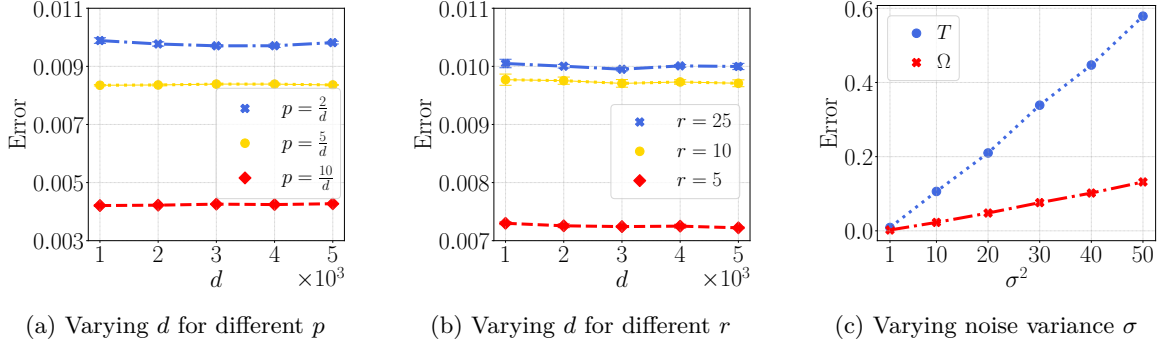 0.011
0.009
0.007
0.005
0.003
Error
1 2 3 4 5
d ×10³
p = 2/d
p = 5/d
p = 10/d
(a) Varying d for different p
0.011
0.010
0.009
0.008
0.007
Error
1 2 3 4 5
d ×10³
r = 25
r = 10
r = 5
(b) Varying d for different r
0.6
0.4
0.2
0.0
Error
1 10 20 30 40 50
σ²
T
Ω
(c) Varying noise variance σ